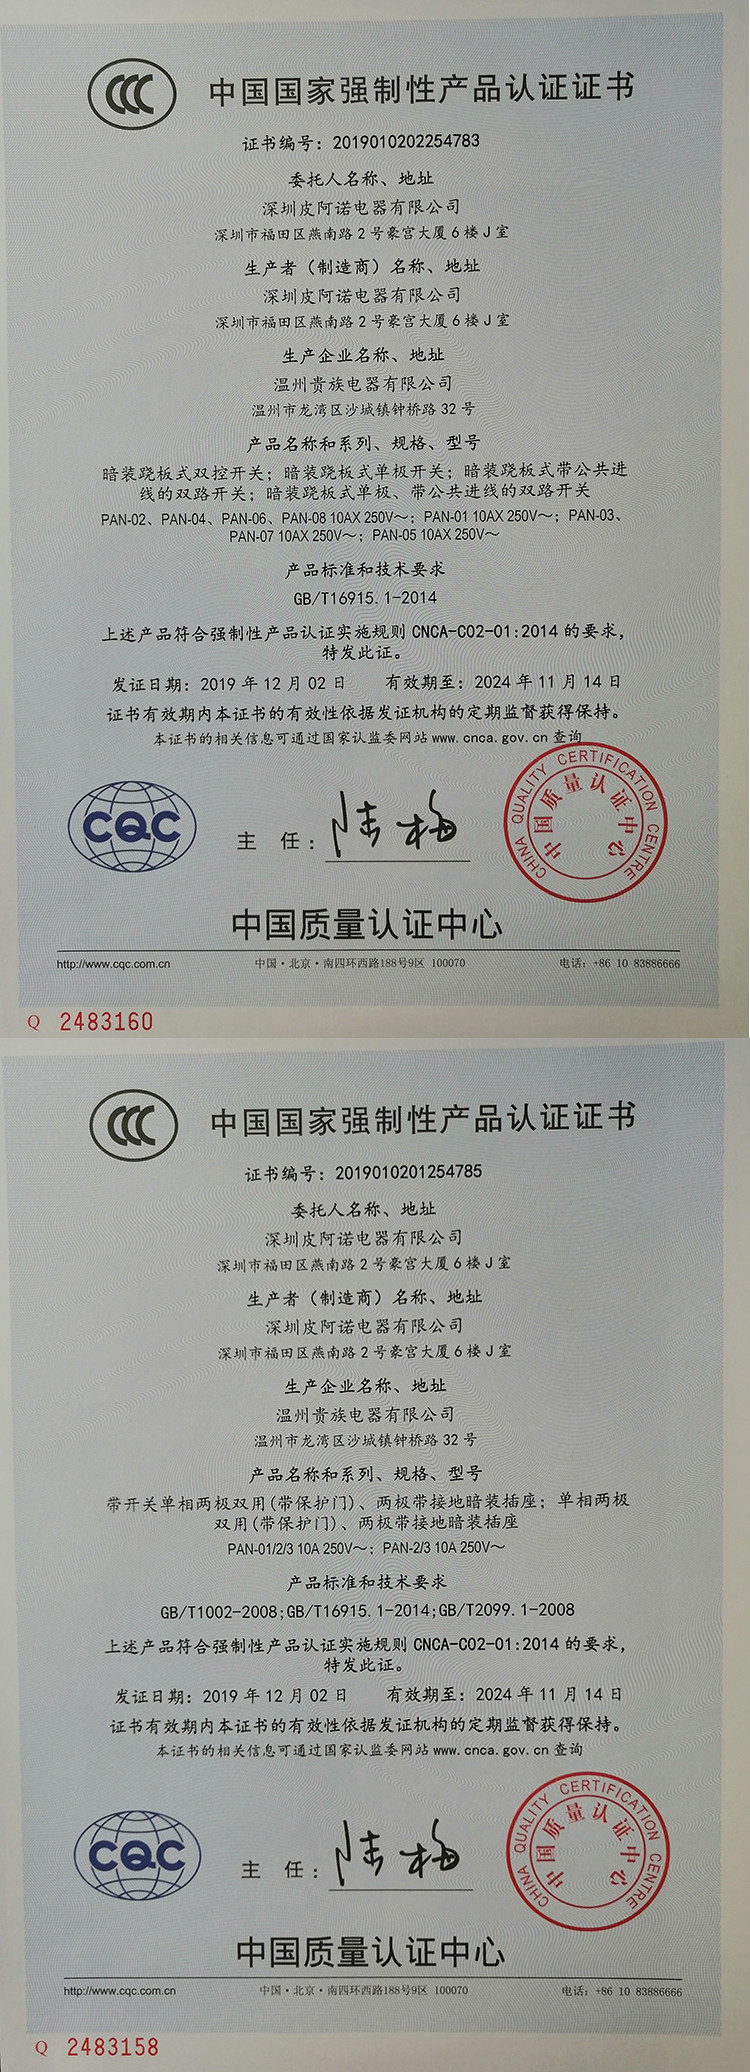 中国国家强制性产品认证证书
证书编号：2019010202254783
委托人名称、地址
深圳皮阿诺电器有限公司
深圳市福田区燕南路2号豪宫大厦6楼J室
生产者（制造商）名称、地址
深圳皮阿诺电器有限公司
深圳市福田区燕南路2号豪宫大厦6楼J室
生产企业名称、地址
温州贵族电器有限公司
温州市龙湾区沙城镇钟桥路32号
产品名称和系列、规格、型号
暗装跷板式双控开关；暗装跷板式单极开关；暗装跷板式带公共进
线的双路开关；暗装跷板式单极、带公共进线的双路开关
PAN-02、PAN-04、PAN-06、PAN-08 10AX 250V～；PAN-01 10AX 250V～；PAN-03、
PAN-07 10AX 250V～；PAN-05 10AX 250V～
产品标准和技术要求
GB/T16915.1-2014
上述产品符合强制性产品认证实施规则 CNCA-C02-01:2014 的要求，
特发此证。
发证日期：2019 年 12 月 02 日 有效期至：2024 年 11 月 14 日
证书有效期内本证书的有效性依据发证机构的定期监督获得保持。
本证书的相关信息可通过国家认监委网站 www.cnca.gov.cn 查询
CQC
主 任：
陆梅
CHINA QUALITY CERTIFICATION CENTRE
中国质量认证中心
中国质量认证中心
http://www.cqc.com.cn 中国·北京·南四环西路188号9区 100070 电话：+86 10 83886666
Q 2483160
中国国家强制性产品认证证书
证书编号：2019010201254785
委托人名称、地址
深圳皮阿诺电器有限公司
深圳市福田区燕南路2号豪宫大厦6楼J室
生产者（制造商）名称、地址
深圳皮阿诺电器有限公司
深圳市福田区燕南路2号豪宫大厦6楼J室
生产企业名称、地址
温州贵族电器有限公司
温州市龙湾区沙城镇钟桥路32号
产品名称和系列、规格、型号
带开关单相两极双用(带保护门)、两极带接地暗装插座；单相两极
双用(带保护门)、两极带接地暗装插座
PAN-01/2/3 10A 250V～；PAN-2/3 10A 250V～
产品标准和技术要求
GB/T1002-2008;GB/T16915.1-2014;GB/T2099.1-2008
上述产品符合强制性产品认证实施规则 CNCA-C02-01:2014 的要求，
特发此证。
发证日期：2019 年 12 月 02 日 有效期至：2024 年 11 月 14 日
证书有效期内本证书的有效性依据发证机构的定期监督获得保持。
本证书的相关信息可通过国家认监委网站 www.cnca.gov.cn 查询
CQC
主 任：
陆梅
CHINA QUALITY CERTIFICATION CENTRE
中国质量认证中心
中国质量认证中心
http://www.cqc.com.cn 中国·北京·南四环西路188号9区 100070 电话：+86 10 83886666
Q 2483158